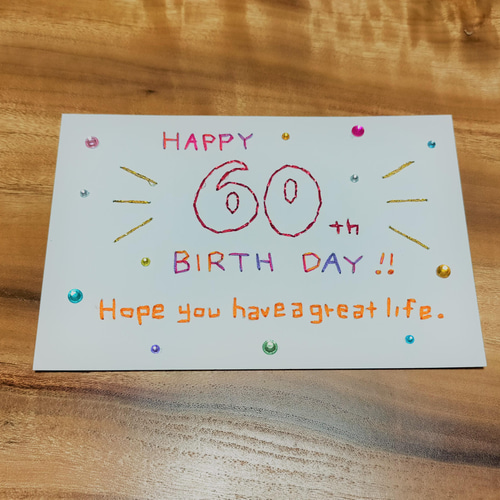 HAPPY
60th
BIRTH DAY!!
Hope you have a great life.